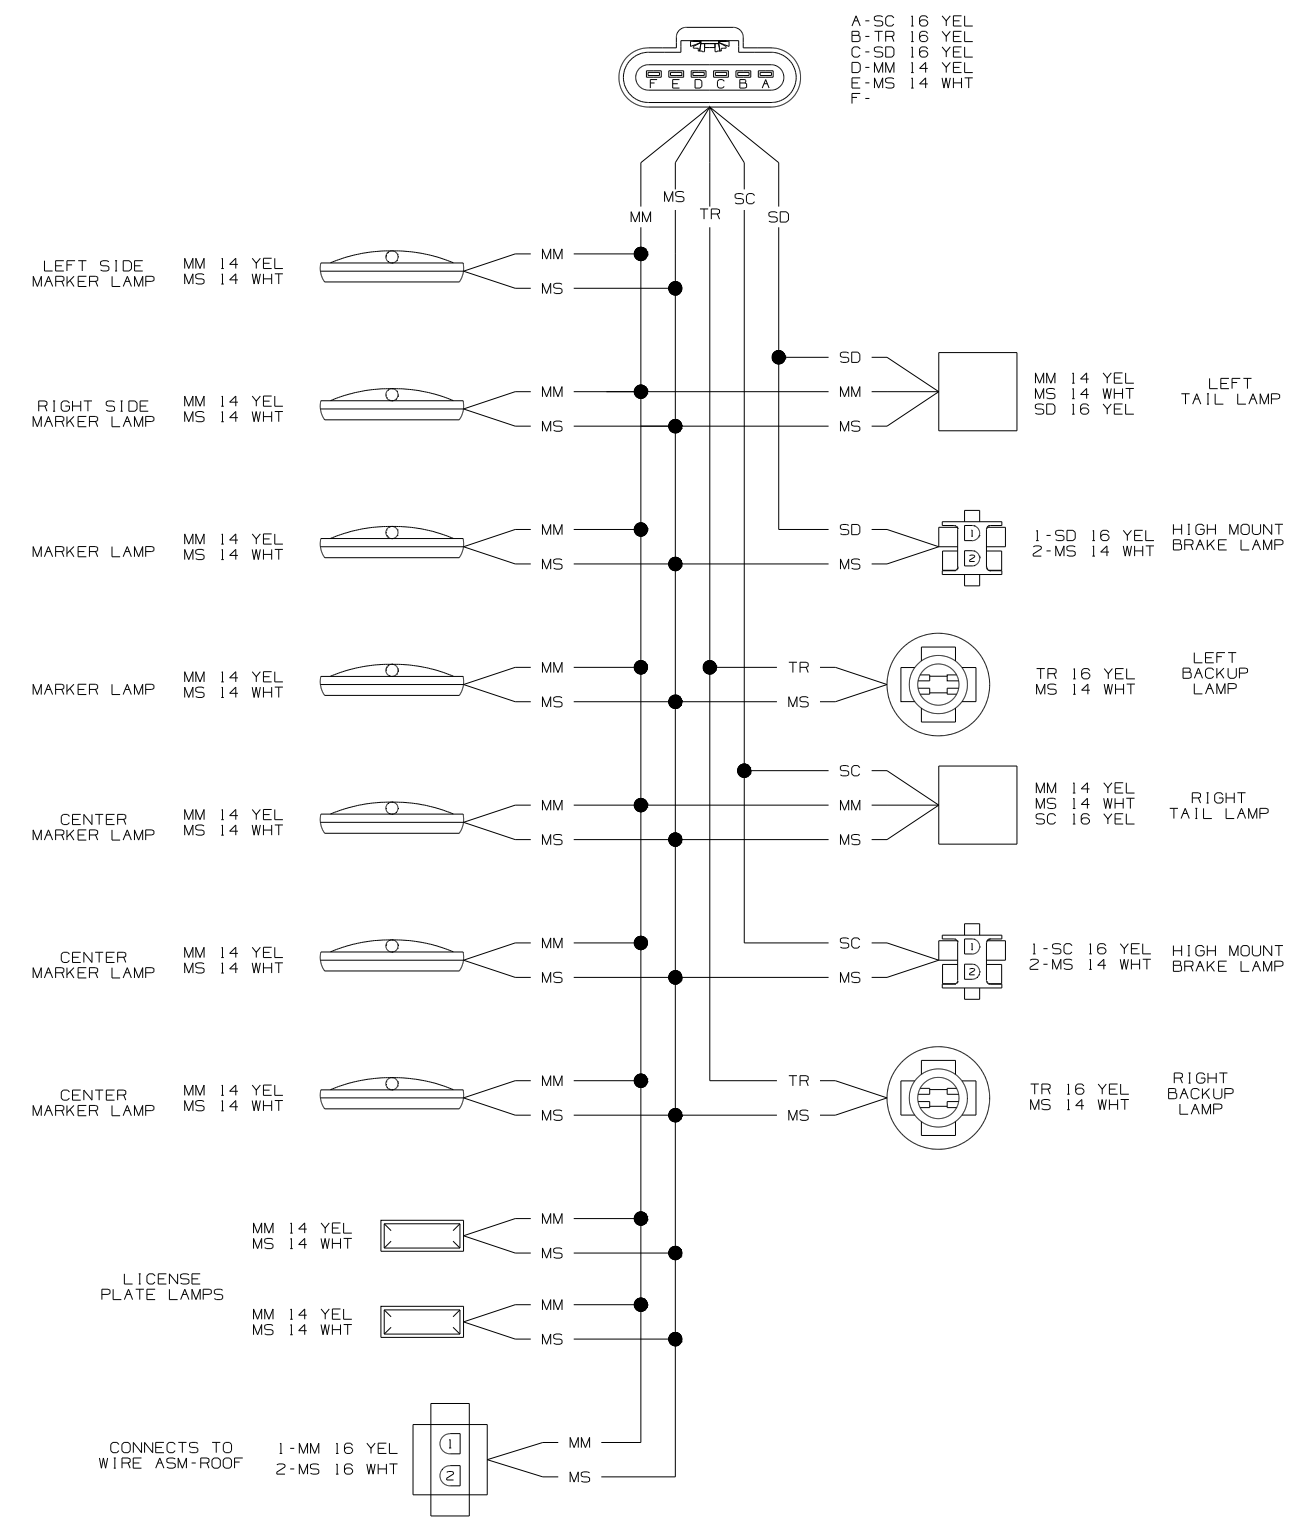 A-SC 16 YEL
B-TR 16 YEL
C-SD 16 YEL
D-MM 14 YEL
E-MS 14 WHT
F-
F E D C B A
MM
MS
TR
SC
SD
LEFT SIDE
MARKER LAMP
MM 14 YEL
MS 14 WHT
MM
MS
SD
MM
MS
MM 14 YEL
MS 14 WHT
SD 16 YEL
LEFT
TAIL LAMP
RIGHT SIDE
MARKER LAMP
MM 14 YEL
MS 14 WHT
MM
MS
MARKER LAMP
MM 14 YEL
MS 14 WHT
MM
MS
SD
MS
1
2
1-SD 16 YEL
2-MS 14 WHT
HIGH MOUNT
BRAKE LAMP
MARKER LAMP
MM 14 YEL
MS 14 WHT
MM
MS
TR
MS
TR 16 YEL
MS 14 WHT
LEFT
BACKUP
LAMP
CENTER
MARKER LAMP
MM 14 YEL
MS 14 WHT
MM
MS
SC
MM
MS
MM 14 YEL
MS 14 WHT
SC 16 YEL
RIGHT
TAIL LAMP
CENTER
MARKER LAMP
MM 14 YEL
MS 14 WHT
MM
MS
SC
MS
1
2
1-SC 16 YEL
2-MS 14 WHT
HIGH MOUNT
BRAKE LAMP
CENTER
MARKER LAMP
MM 14 YEL
MS 14 WHT
MM
MS
TR
MS
TR 16 YEL
MS 14 WHT
RIGHT
BACKUP
LAMP
MM 14 YEL
MS 14 WHT
MM
MS
LICENSE
PLATE LAMPS
MM 14 YEL
MS 14 WHT
MM
MS
CONNECTS TO
WIRE ASM-ROOF
1-MM 16 YEL
2-MS 16 WHT
1
2
MM
MS